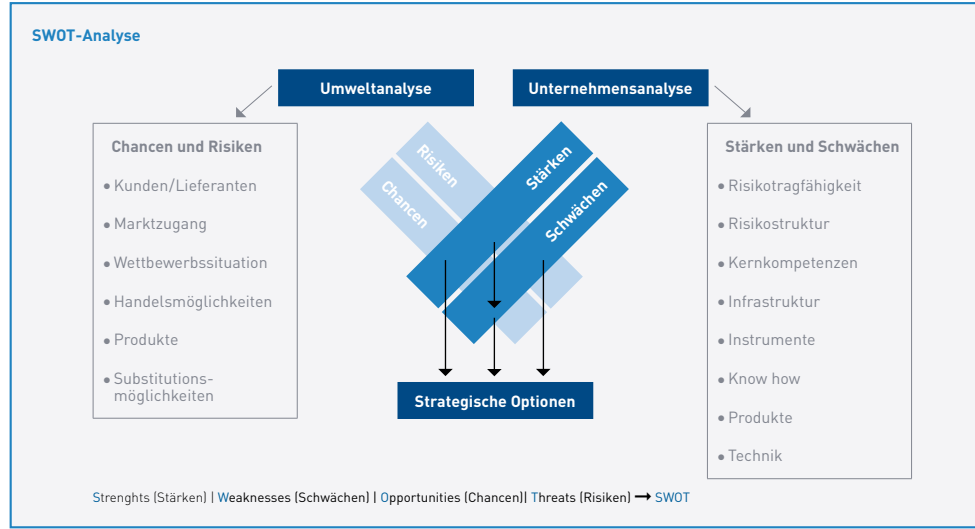 SWOT-Analyse
Umweltanalyse
Unternehmensanalyse
Chancen und Risiken
• Kunden/Lieferanten
• Marktzugang
• Wettbewerbssituation
• Handelsmöglichkeiten
• Produkte
• Substitutions-
möglichkeiten
Risiken
Chancen
Stärken
Schwächen
Strategische Optionen
Stärken und Schwächen
• Risikotragfähigkeit
• Risikostruktur
• Kernkompetenzen
• Infrastruktur
• Instrumente
• Know how
• Produkte
• Technik
Strenghts (Stärken) | Weaknesses (Schwächen) | Opportunities (Chancen)| Threats (Risiken) → SWOT